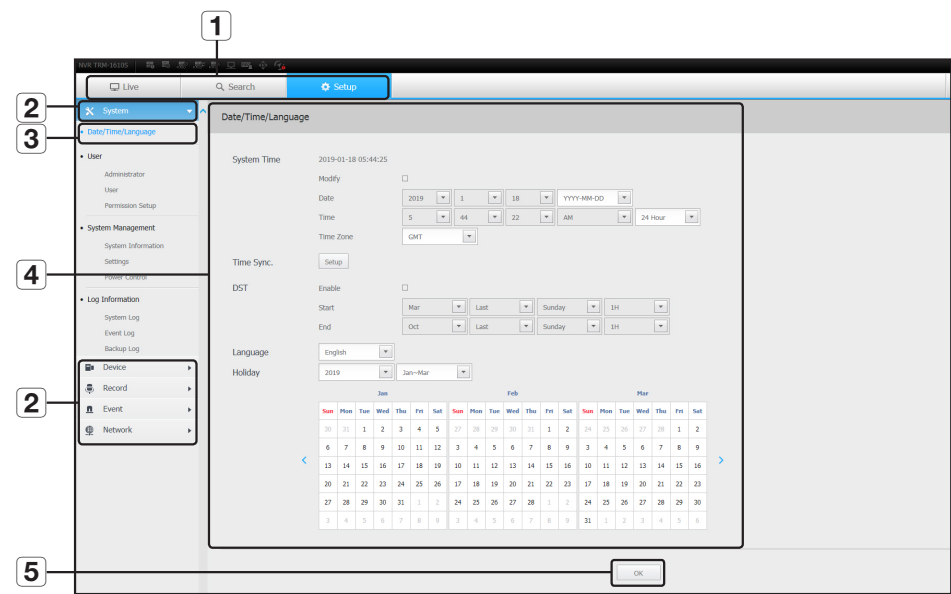 1
NVR TRM-1610S
Live Search Setup
2 System
3 Date/Time/Language
User
Administrator
User
Permission Setup
System Management
System Information
Settings
Power Control
Log Information
System Log
Event Log
Backup Log
2
Device
Record
Event
Network
4
Date/Time/Language
System Time 2019-01-18 05:44:25
Modify
Date 2019 1 18 YYYY-MM-DD
Time 5 44 22 AM 24 Hour
Time Zone GMT
Time Sync. Setup
DST Enable
Start Mar Last Sunday 1H
End Oct Last Sunday 1H
Language English
Holiday 2019 Jan~Mar
Jan Feb Mar
Sun Mon Tue Wed Thu Fri Sat Sun Mon Tue Wed Thu Fri Sat Sun Mon Tue Wed Thu Fri Sat
30 31 1 2 3 4 5 27 28 29 30 31 1 2 24 25 26 27 28 1 2
6 7 8 9 10 11 12 3 4 5 6 7 8 9 3 4 5 6 7 8 9
13 14 15 16 17 18 19 10 11 12 13 14 15 16 10 11 12 13 14 15 16
20 21 22 23 24 25 26 17 18 19 20 21 22 23 17 18 19 20 21 22 23
27 28 29 30 31 1 2 24 25 26 27 28 1 2 24 25 26 27 28 29 30
3 4 5 6 7 8 9 3 4 5 6 7 8 9 31 1 2 3 4 5 6
5 OK